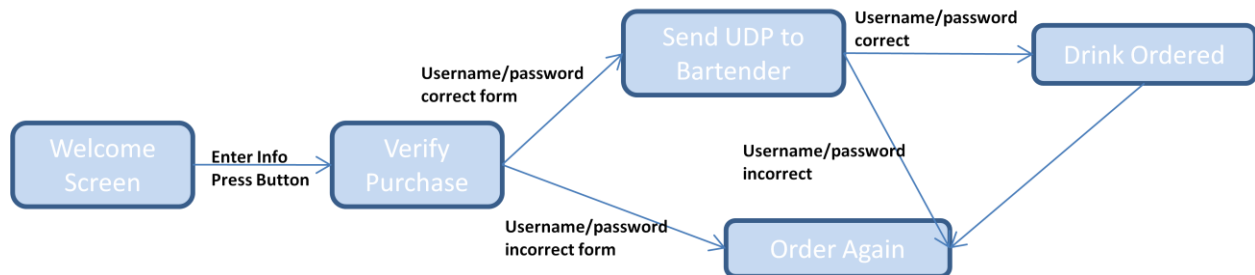 Welcome
Screen
Enter Info
Press Button
Verify
Purchase
Username/password
correct form
Username/password
incorrect form
Send UDP to
Bartender
Username/password
correct
Username/password
incorrect
Drink Ordered
Order Again